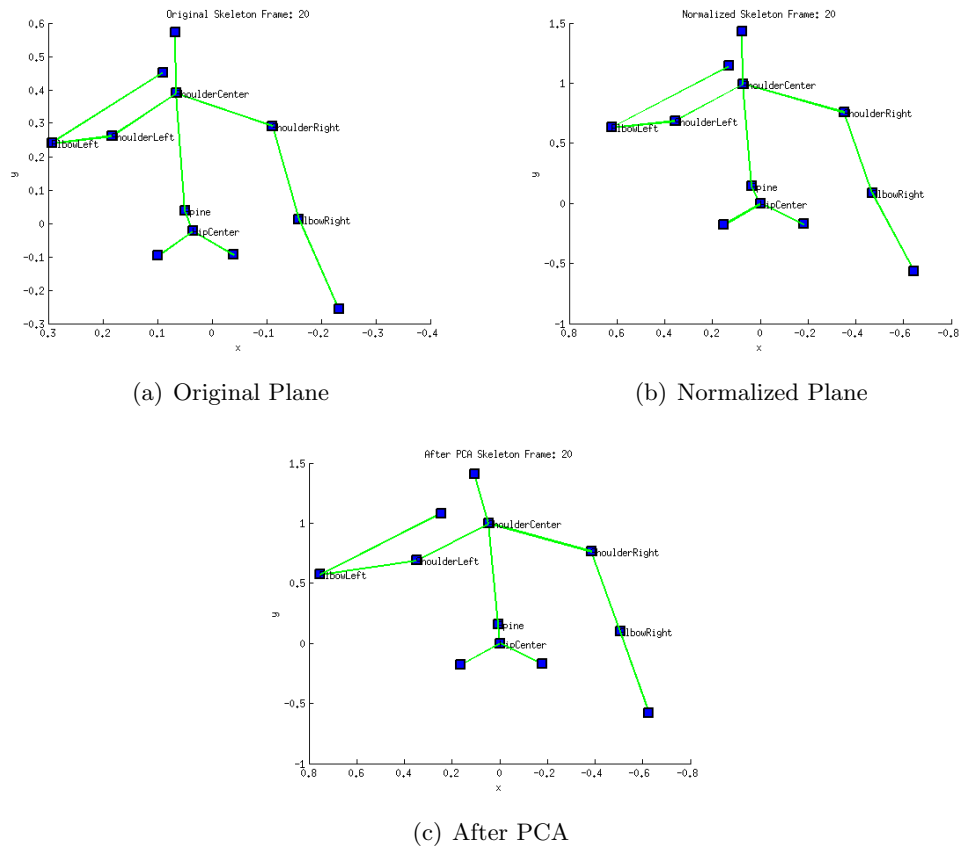 Original Skeleton Frame: 20
0.6
0.5
0.4
0.3
0.2
0.1
0
-0.1
-0.2
-0.3
y
houlderCenter
houlderRight
houlderLeft
lbowLeft
pine
lbowRight
ipCenter
0.3 0.2 0.1 0 -0.1 -0.2 -0.3 -0.4
x
(a) Original Plane
Normalized Skeleton Frame: 20
1.5
1
0.5
0
-0.5
-1
y
houlderCenter
houlderRight
houlderLeft
lbowLeft
pine
lbowRight
ipCenter
0.8 0.6 0.4 0.2 0 -0.2 -0.4 -0.6 -0.8
x
(b) Normalized Plane
After PCA Skeleton Frame: 20
1.5
1
0.5
0
-0.5
-1
y
houlderCenter
houlderRight
houlderLeft
lbowLeft
pine
lbowRight
ipCenter
0.8 0.6 0.4 0.2 0 -0.2 -0.4 -0.6 -0.8
x
(c) After PCA